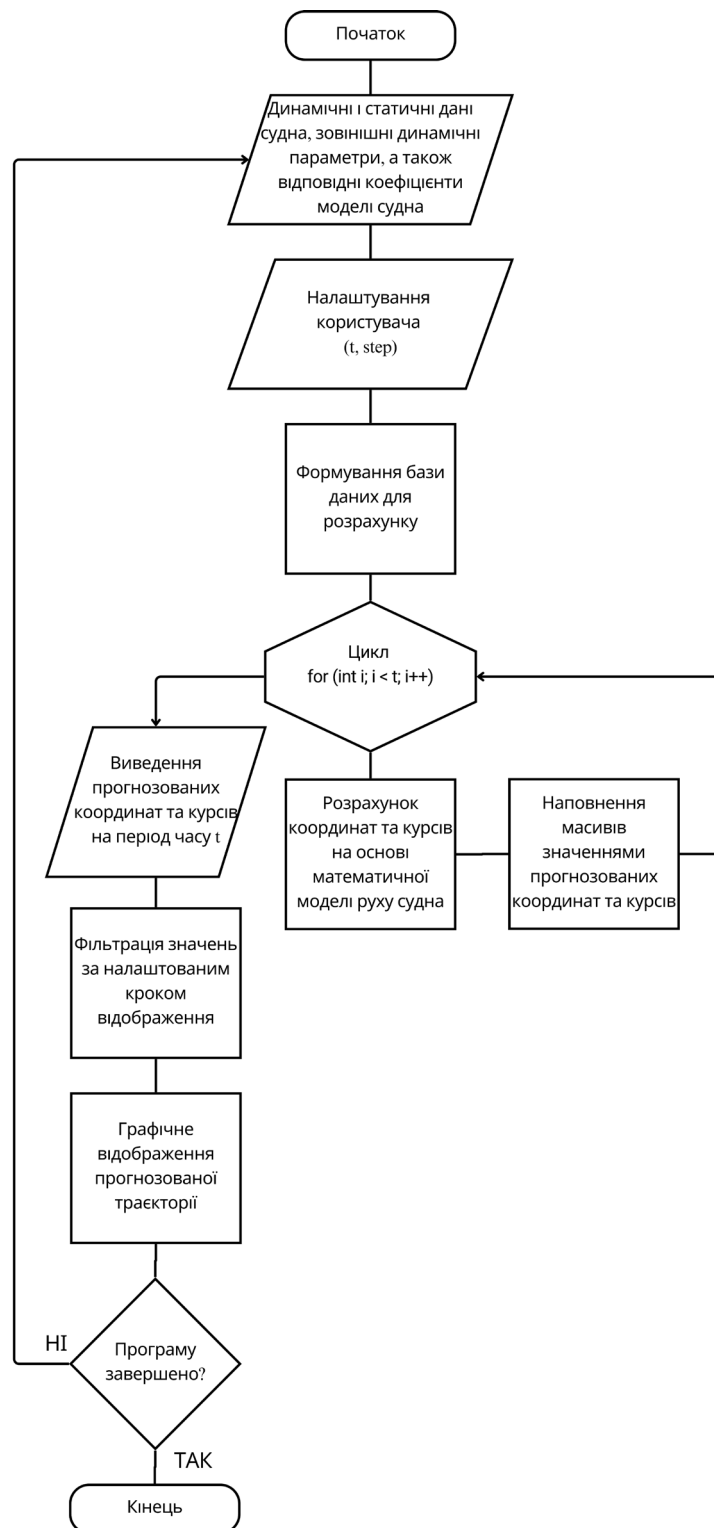 Початок
Динамічні і статичні дані
судна, зовінішні динамічні
параметри, а також
відповідні коефіцієнти
моделі судна
Налаштування
користувача
(t, step)
Формування бази
даних для
розрахунку
Цикл
for (int i; i < t; i++)
Виведення
прогнозованих
координат та курсів
на період часу t
Розрахунок
координат та курсів
на основі
математичної
моделі руху судна
Наповнення
масивів
значеннями
прогнозованих
координат та курсів
Фільтрація значень
за налаштованим
кроком
відображення
Графічне
відображення
прогнозованої
траєкторії
НІ
Програму
завершено?
ТАК
Кінець